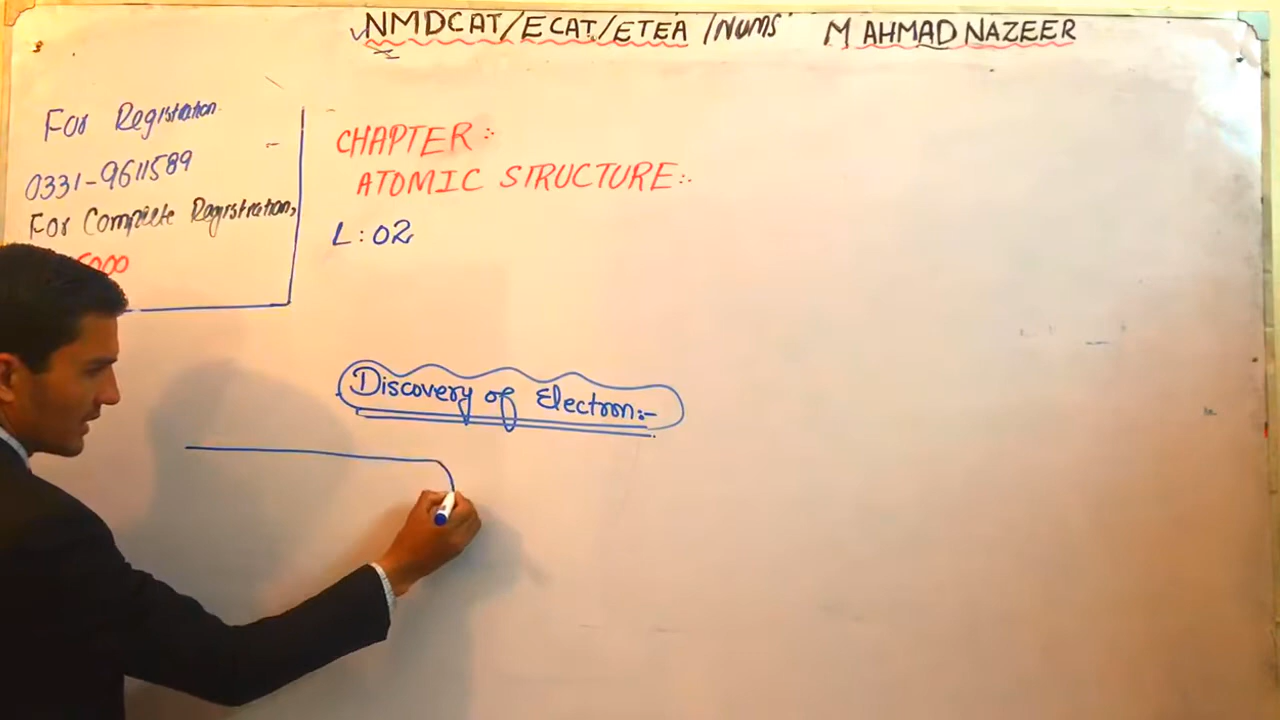 NMDCAT/ECAT/ETEA/NUMS M AHMAD NAZEER
For Registration
0331-9611589
For Complete Registration,
5000
CHAPTER:
ATOMIC STRUCTURE:
L:02
Discovery of Electron:-